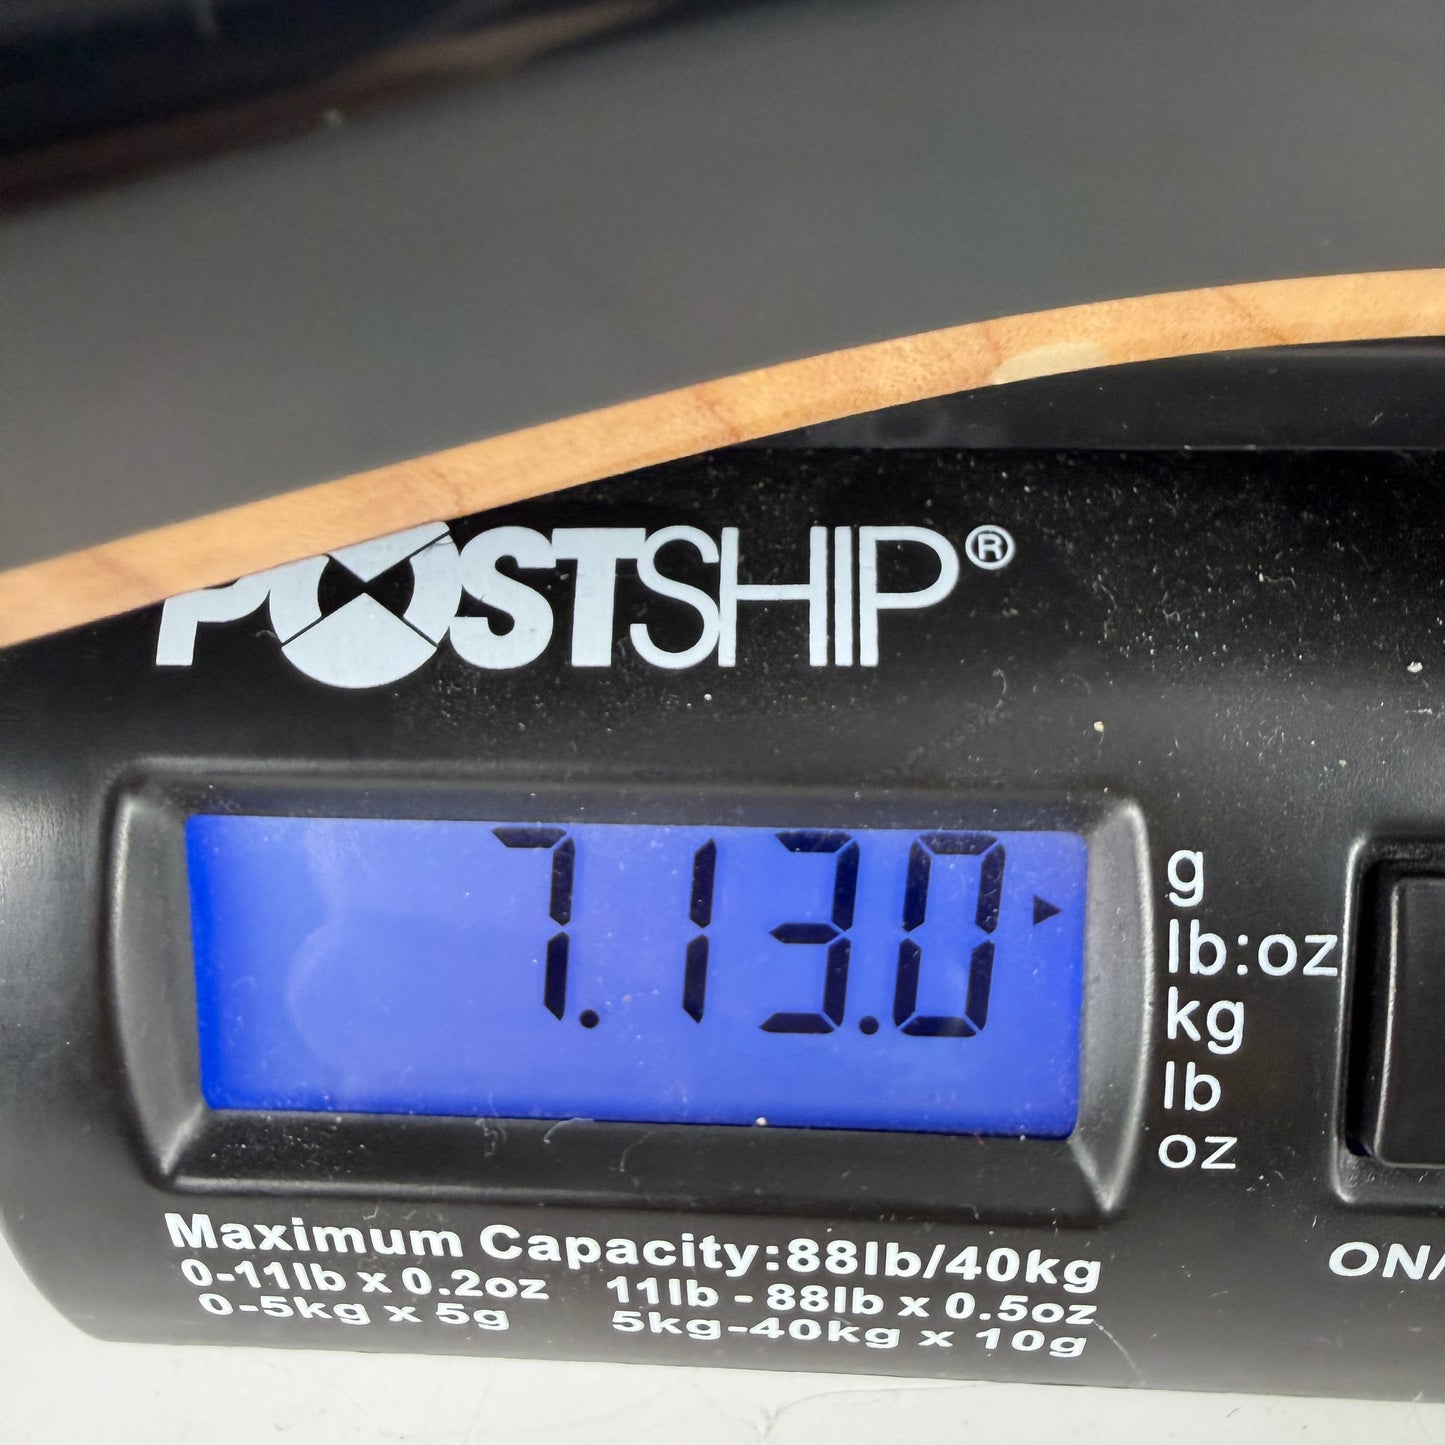 POSTSHIP®
7.13.0
g
lb:oz
kg
lb
oz
Maximum Capacity:88lb/40kg
0-11lb x 0.2oz 11lb - 88lb x 0.5oz
0-5kg x 5g 5kg-40kg x 10g
ON/